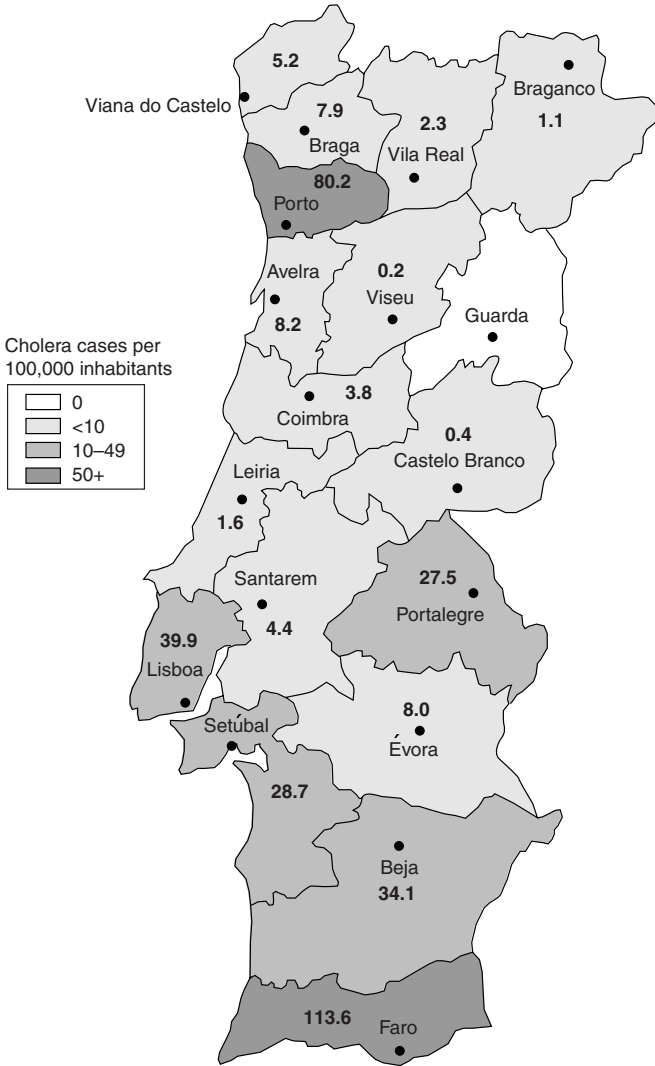 5.2
Viana do Castelo
7.9
Braga
2.3
Vila Real
Braganco
1.1
80.2
Porto
Avelra
8.2
0.2
Viseu
Guarda
Cholera cases per
100,000 inhabitants
0
<10
10–49
50+
3.8
Coimbra
0.4
Castelo Branco
Leiria
1.6
Santarem
4.4
27.5
Portalegre
39.9
Lisboa
Setúbal
28.7
8.0
Évora
Beja
34.1
113.6
Faro